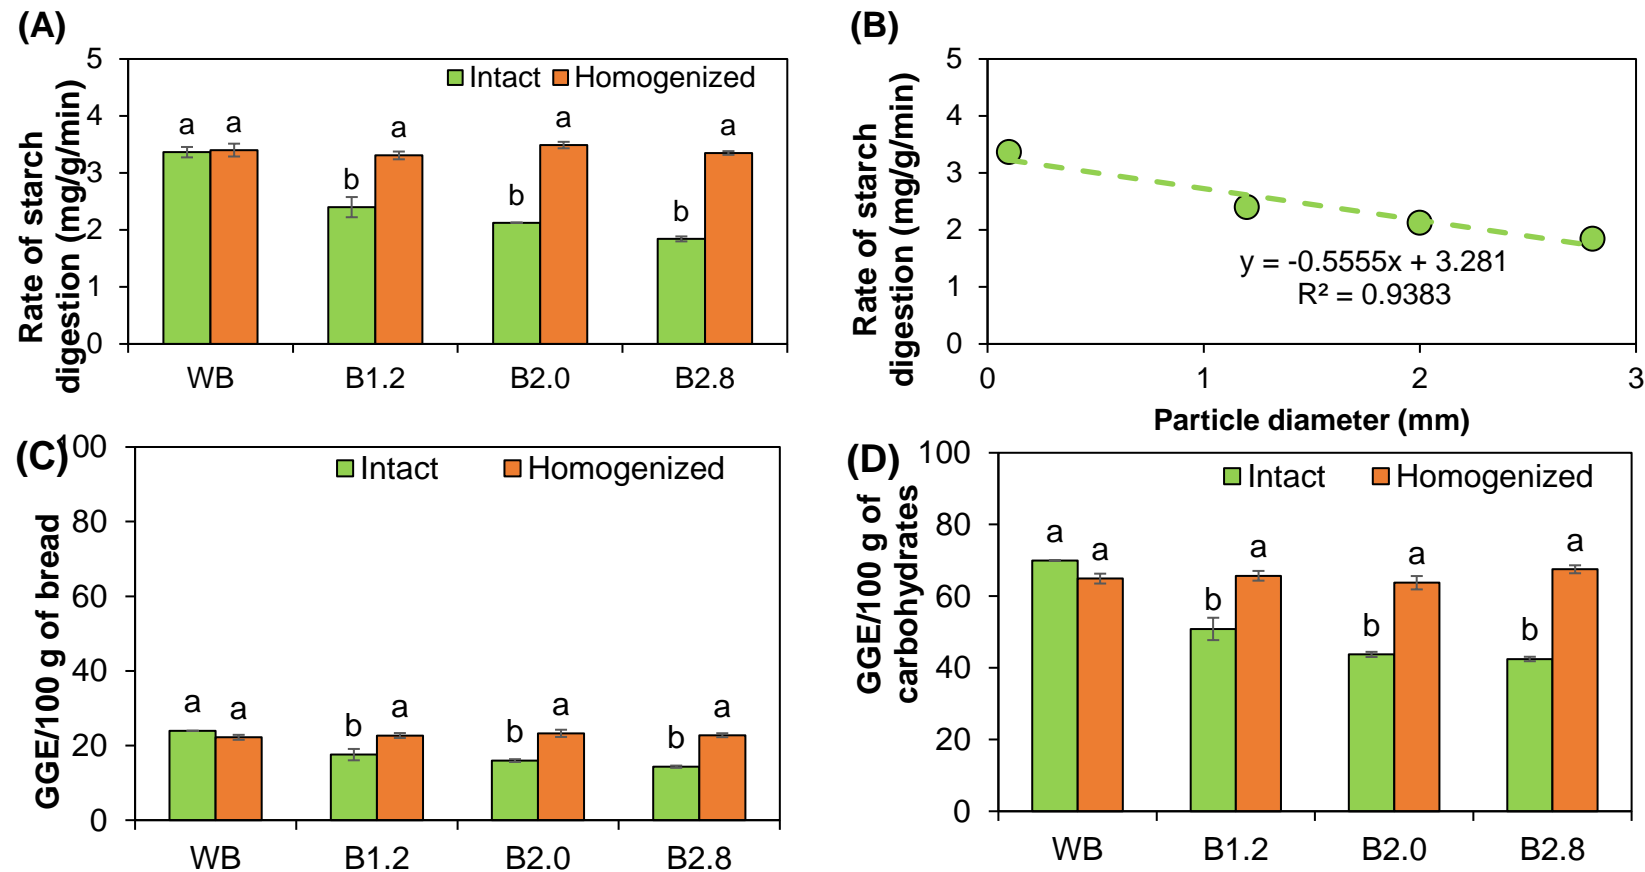 (A)
Rate of starch
digestion (mg/g/min)
5
4
3
2
1
0
Intact Homogenized
a a
b a
b a
b a
WB B1.2 B2.0 B2.8
(B)
Rate of starch
digestion (mg/g/min)
5
4
3
2
1
0
y = -0.5555x + 3.281
R² = 0.9383
0 1 2 3
Particle diameter (mm)
(C)
GGE/100 g of bread
100
80
60
40
20
0
Intact Homogenized
a a
b a
b a
b a
WB B1.2 B2.0 B2.8
(D)
GGE/100 g of
carbohydrates
100
80
60
40
20
0
Intact Homogenized
a a
b a
b a
b a
WB B1.2 B2.0 B2.8